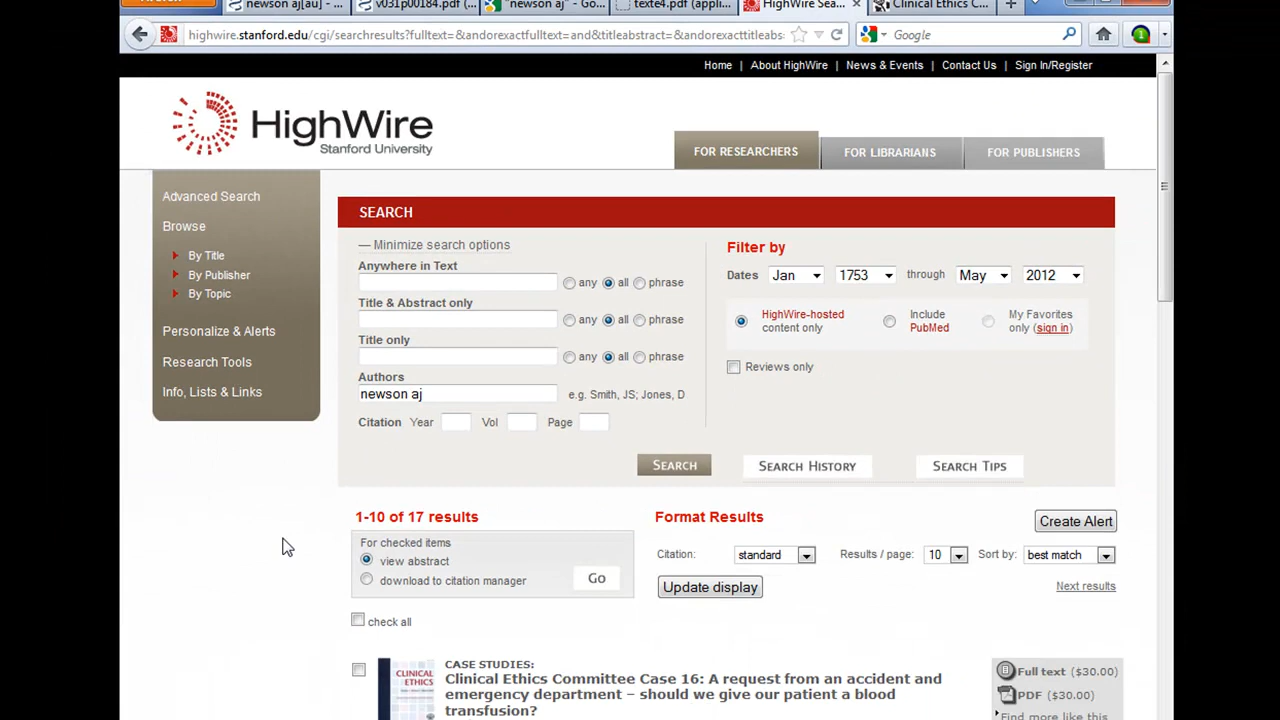 newson aj[au] - ...
v031p00184.pdf (...
"newson aj" - Go...
texte4.pdf (appli...
HighWire Sea...
Clinical Ethics C...
highwire.stanford.edu/cgi/searchresults?fulltext=&andorexactfulltext=and&titleabstract=&andorexacttitleabs:
Google
1
Home | About HighWire | News & Events | Contact Us | Sign In/Register
HighWire
Stanford University
FOR RESEARCHERS
FOR LIBRARIANS
FOR PUBLISHERS
Advanced Search
Browse
By Title
By Publisher
By Topic
Personalize & Alerts
Research Tools
Info, Lists & Links
SEARCH
— Minimize search options
Anywhere in Text
any all phrase
Title & Abstract only
any all phrase
Title only
any all phrase
Authors
newson aj e.g. Smith, JS; Jones, D
Citation Year Vol Page
Filter by
Dates Jan 1753 through May 2012
HighWire-hosted
content only
Include
PubMed
My Favorites
only (sign in)
Reviews only
SEARCH
SEARCH HISTORY
SEARCH TIPS
1-10 of 17 results
For checked items
view abstract
download to citation manager
Go
Format Results
Create Alert
Citation: standard Results / page: 10 Sort by: best match
Update display
Next results
check all
CLINICAL
ETHICS
CASE STUDIES:
Clinical Ethics Committee Case 16: A request from an accident and
emergency department – should we give our patient a blood
transfusion?
Full text ($30.00)
PDF ($30.00)
Find more like this